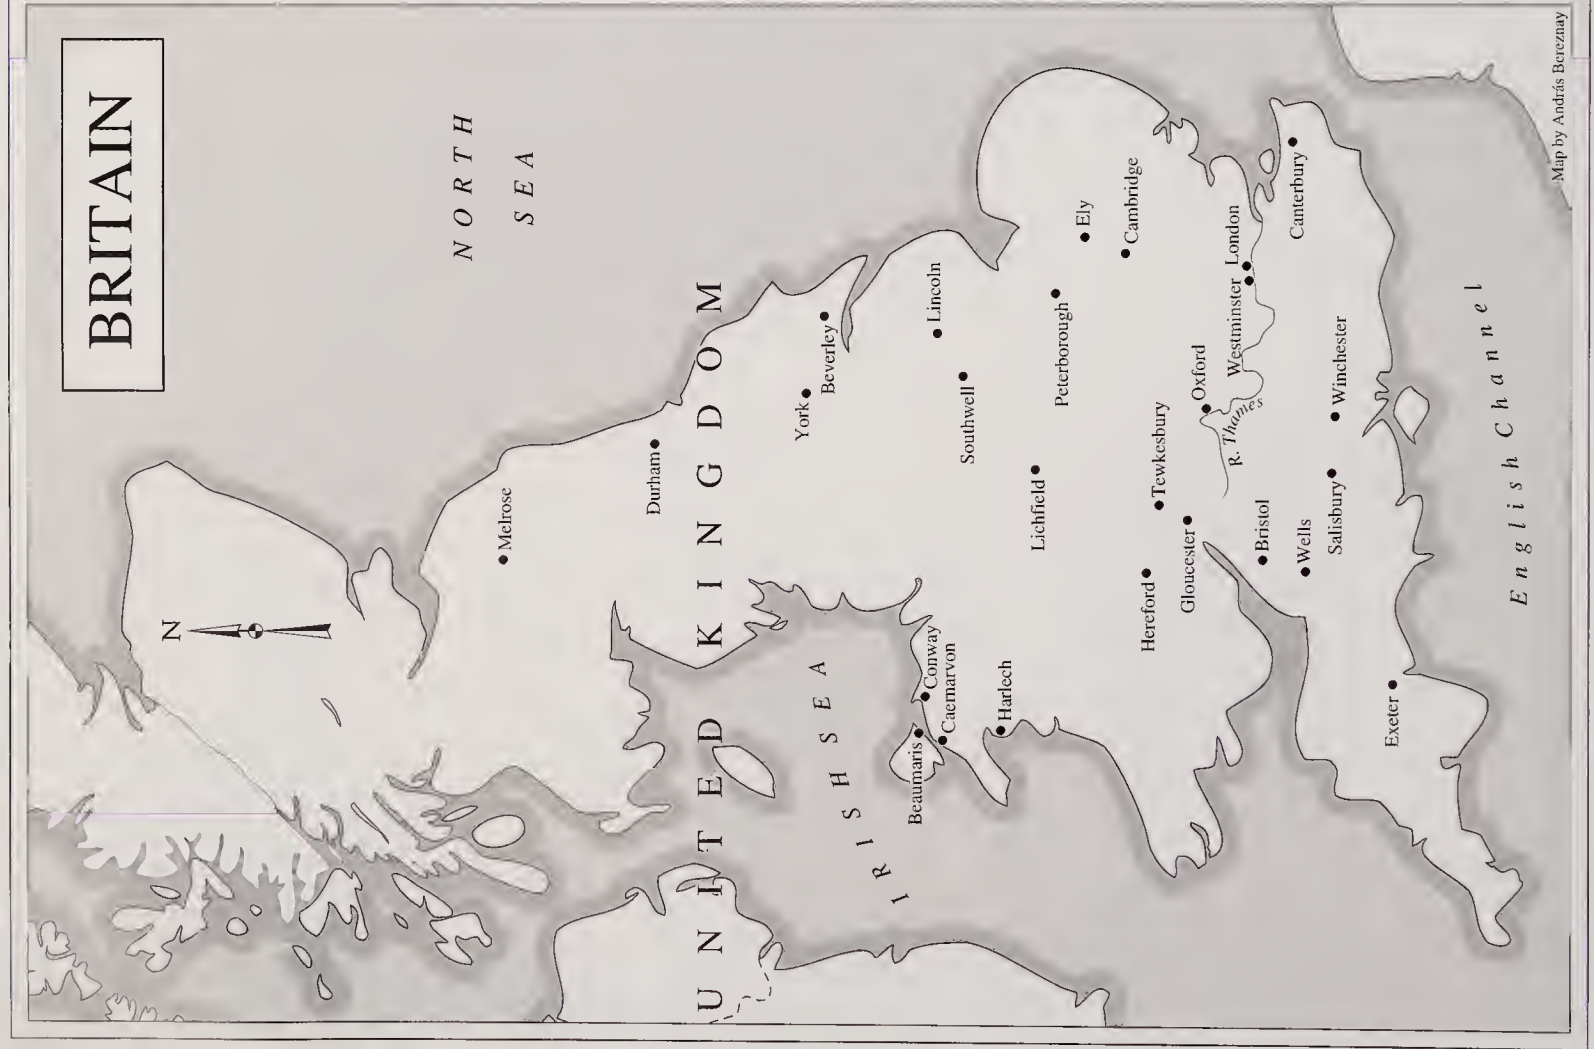 BRITAIN
N
NORTH
SEA
Melrose
Durham
UNITED KINGDOM
York
Beverley
IRISH SEA
Lincoln
Southwell
Conway
Beaumaris
Caernarvon
Harlech
Lichfield
Peterborough
Ely
Cambridge
Hereford
Tewkesbury
Gloucester
Oxford
R. Thames
Westminster
London
Bristol
Wells
Salisbury
Winchester
Canterbury
Exeter
English Channel
Map by András Bereznay